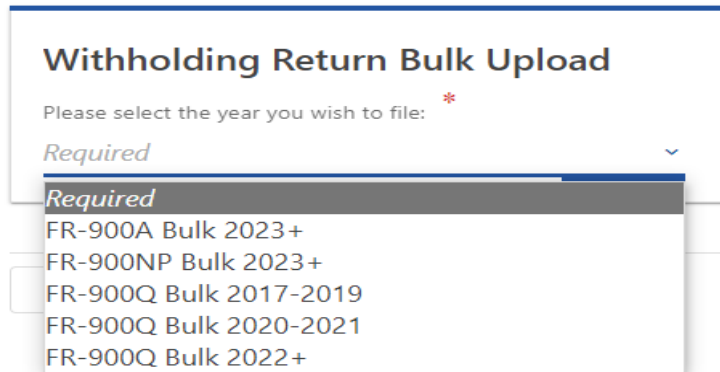 Withholding Return Bulk Upload
Please select the year you wish to file: *
Required
Required
FR-900A Bulk 2023+
FR-900NP Bulk 2023+
FR-900Q Bulk 2017-2019
FR-900Q Bulk 2020-2021
FR-900Q Bulk 2022+